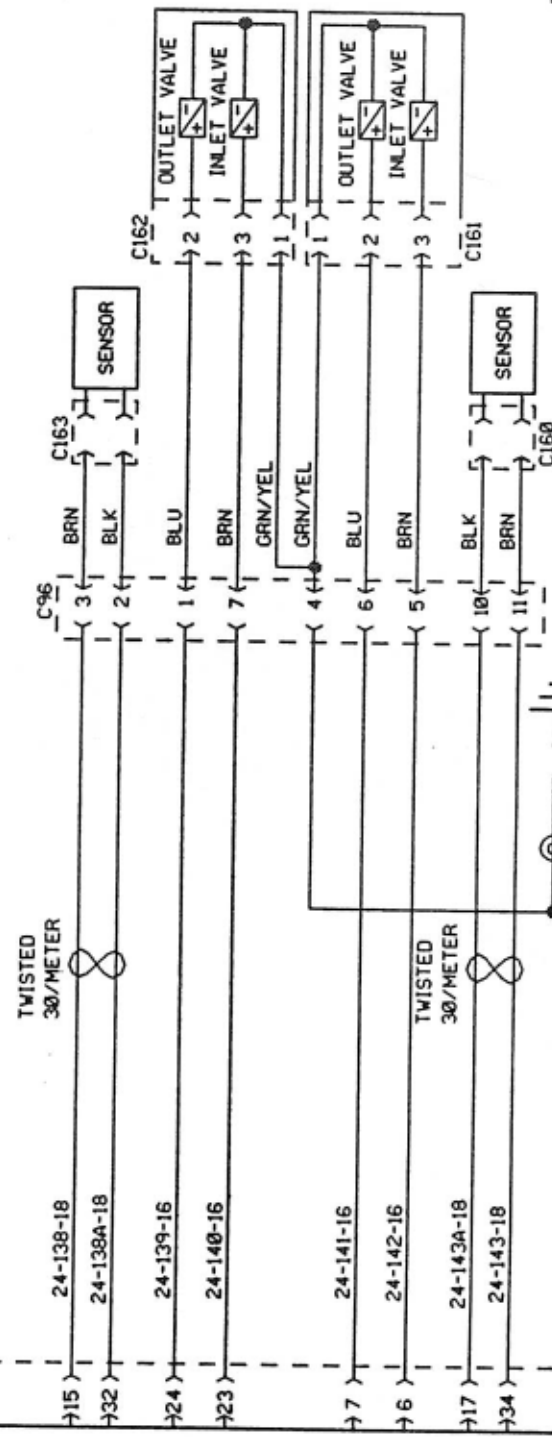 C162
OUTLET VALVE
INLET VALVE
2
3
1
1
2
3
OUTLET VALVE
INLET VALVE
C161
C163
SENSOR
C160
SENSOR
C96
BRN
BLK
BLU
BRN
GRN/YEL
GRN/YEL
BLU
BRN
BLK
BRN
3
2
1
7
4
6
5
10
11
TWISTED
30/METER
TWISTED
30/METER
24-138-18
24-138A-18
24-139-16
24-140-16
24-141-16
24-142-16
24-143A-18
24-143-18
15
32
24
23
7
6
17
34